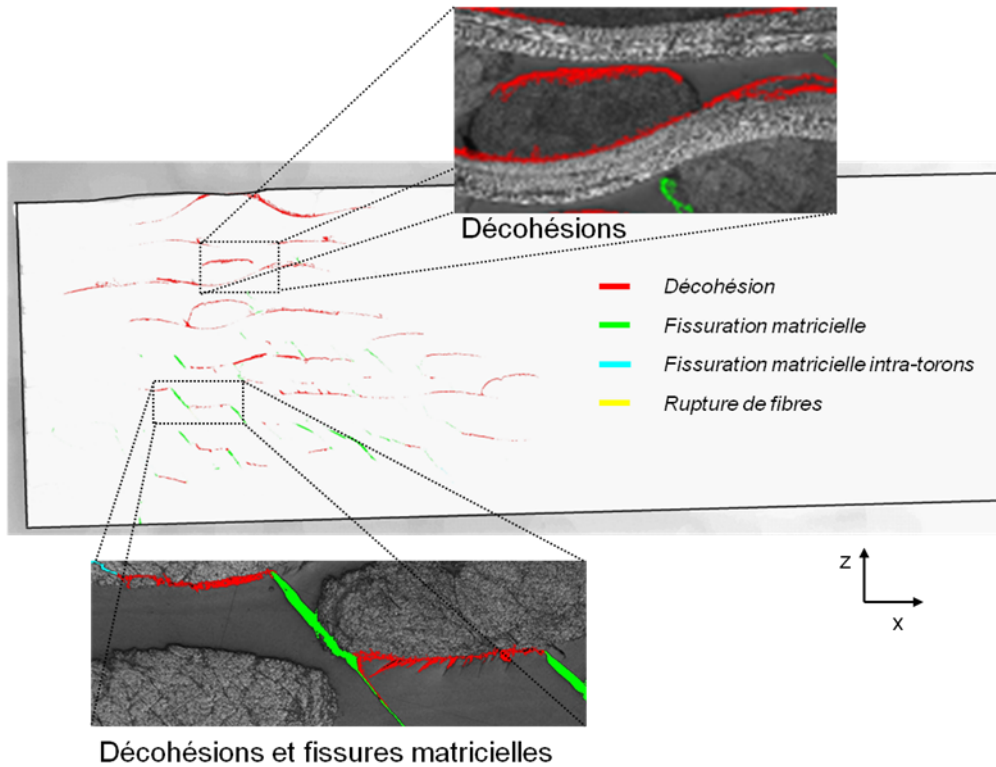 Décohésions
Décohésion
Fissuration matricielle
Fissuration matricielle intra-torons
Rupture de fibres
z
x
Décohésions et fissures matricielles